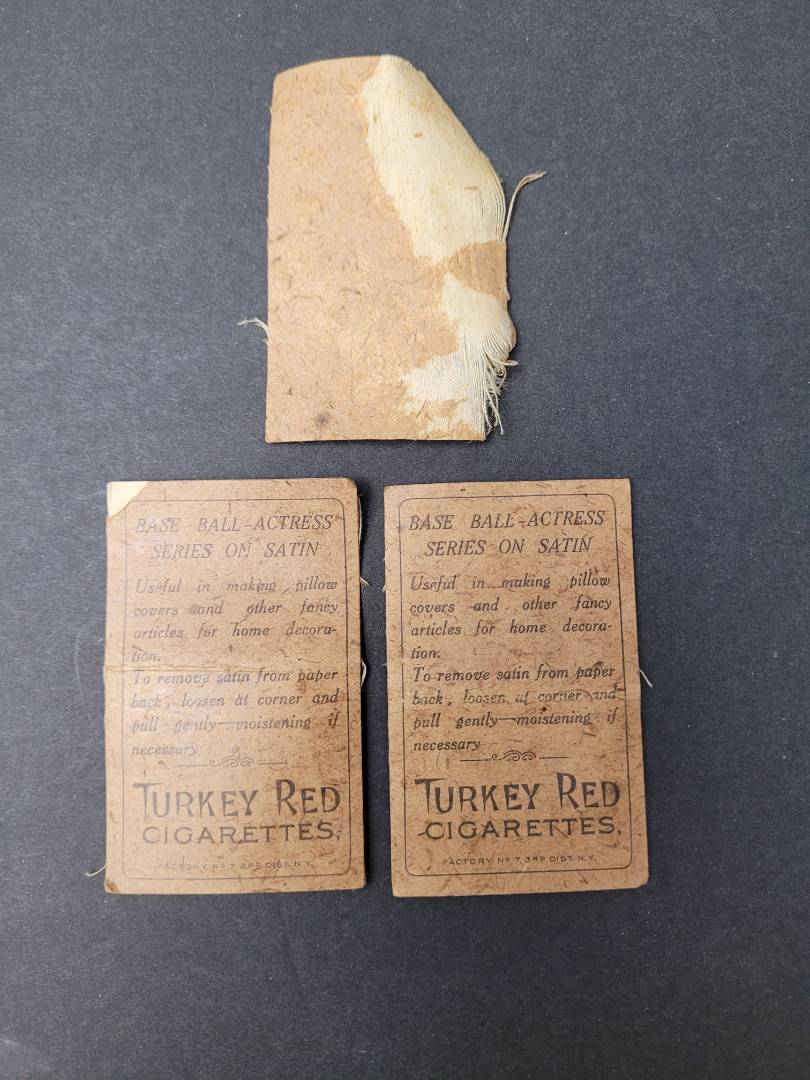 BASE BALL-ACTRESS
SERIES ON SATIN
Useful in making pillow
covers and other fancy
articles for home decora-
tion.
To remove satin from paper
back, loosen at corner and
pull gently—moistening if
necessary
TURKEY RED
CIGARETTES,
FACTORY Nº 7, 3RD DIST. N.Y.
BASE BALL-ACTRESS
SERIES ON SATIN
Useful in making pillow
covers and other fancy
articles for home decora-
tion.
To remove satin from paper
back, loosen at corner and
pull gently—moistening if
necessary
TURKEY RED
CIGARETTES,
FACTORY Nº 7, 3RD DIST. N.Y.